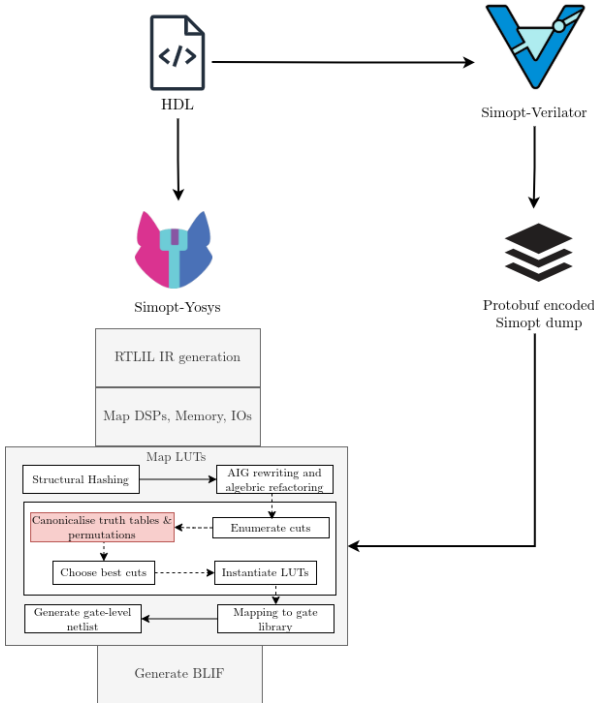 </>
HDL
Simopt-Verilator
Simopt-Yosys
Protobuf encoded
Simopt dump
RTLIL IR generation
Map DSPs, Memory, IOs
Map LUTs
Structural Hashing
AIG rewriting and
algebric refactoring
Canonicalise truth tables &
permutations
Enumerate cuts
Choose best cuts
Instantiate LUTs
Generate gate-level
netlist
Mapping to gate
library
Generate BLIF